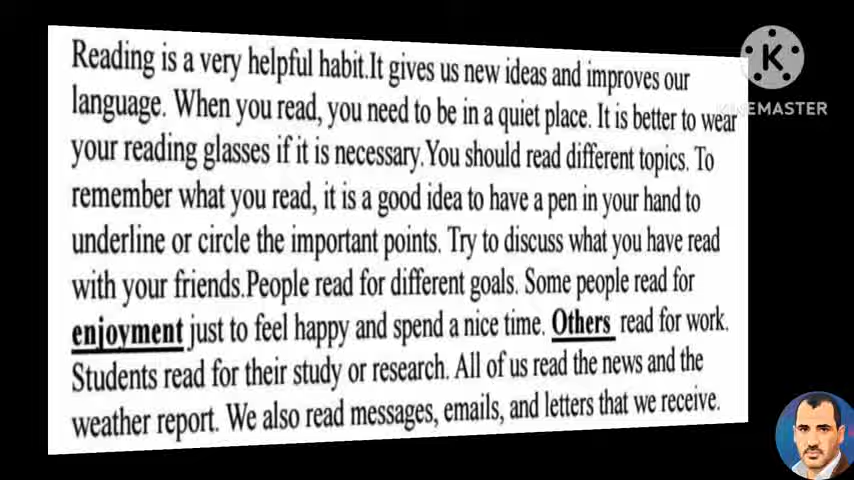 Reading is a very helpful habit.It gives us new ideas and improves our
language. When you read, you need to be in a quiet place. It is better to wear
your reading glasses if it is necessary.You should read different topics. To
remember what you read, it is a good idea to have a pen in your hand to
underline or circle the important points. Try to discuss what you have read
with your friends.People read for different goals. Some people read for
enjoyment just to feel happy and spend a nice time. Others read for work.
Students read for their study or research. All of us read the news and the
weather report. We also read messages, emails, and letters that we receive.
K
KINEMASTER